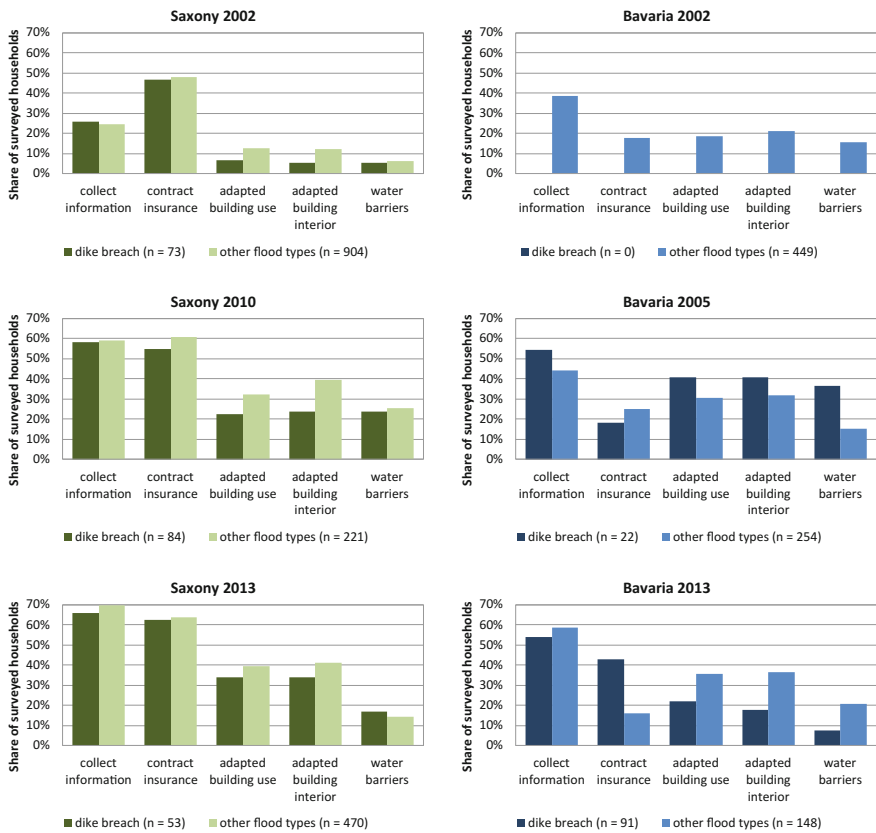 Saxony 2002
Share of surveyed households
70%
60%
50%
40%
30%
20%
10%
0%
collect information
contract insurance
adapted building use
adapted building interior
water barriers
dike breach (n = 73) other flood types (n = 904)
Bavaria 2002
Share of surveyed households
70%
60%
50%
40%
30%
20%
10%
0%
collect information
contract insurance
adapted building use
adapted building interior
water barriers
dike breach (n = 0) other flood types (n = 449)
Saxony 2010
Share of surveyed households
70%
60%
50%
40%
30%
20%
10%
0%
collect information
contract insurance
adapted building use
adapted building interior
water barriers
dike breach (n = 84) other flood types (n = 221)
Bavaria 2005
Share of surveyed households
70%
60%
50%
40%
30%
20%
10%
0%
collect information
contract insurance
adapted building use
adapted building interior
water barriers
dike breach (n = 22) other flood types (n = 254)
Saxony 2013
Share of surveyed households
70%
60%
50%
40%
30%
20%
10%
0%
collect information
contract insurance
adapted building use
adapted building interior
water barriers
dike breach (n = 53) other flood types (n = 470)
Bavaria 2013
Share of surveyed households
70%
60%
50%
40%
30%
20%
10%
0%
collect information
contract insurance
adapted building use
adapted building interior
water barriers
dike breach (n = 91) other flood types (n = 148)